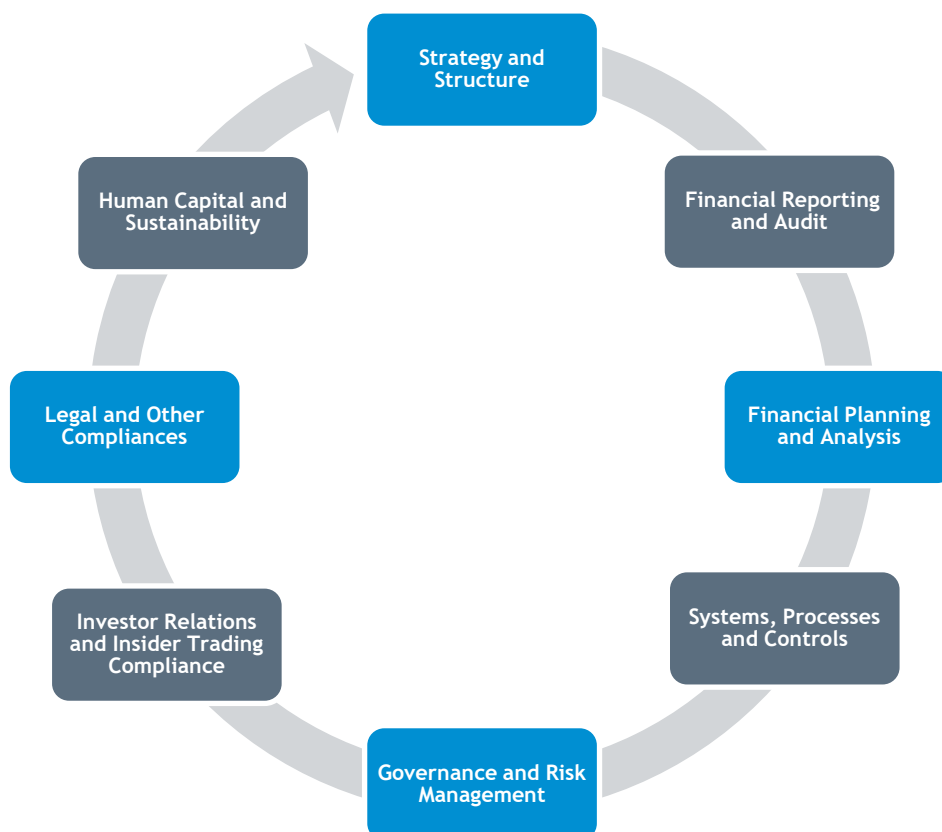 Strategy and
Structure
Financial Reporting
and Audit
Financial Planning
and Analysis
Systems, Processes
and Controls
Governance and Risk
Management
Investor Relations
and Insider Trading
Compliance
Legal and Other
Compliances
Human Capital and
Sustainability